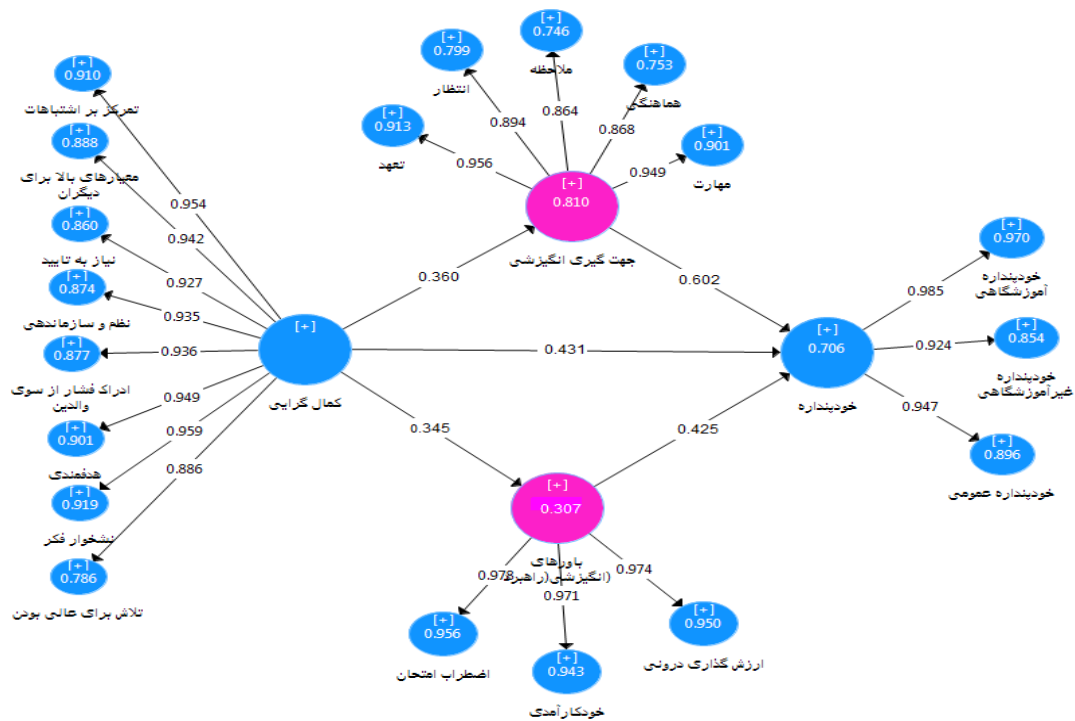 [+]
0.910
تمرکز بر اشتباهات
[+]
0.888
معیارهای بالا برای
دیگران
[+]
0.860
نیاز به تایید
[+]
0.874
نظم و سازماندهی
[+]
0.877
ادراک فشار از سوی
والدین
[+]
0.901
هدفمندی
[+]
0.919
نشخوار فکر
[+]
0.786
تلاش برای عالی بودن
0.954
0.942
0.927
0.935
0.936
0.949
0.959
0.886
[+]
کمال گرایی
0.360
0.431
0.345
[+]
0.913
تعهد
[+]
0.799
انتظار
[+]
0.746
ملاحظه
[+]
0.753
هماهنگی
[+]
0.901
مهارت
0.956
0.894
0.864
0.868
0.949
[+]
0.810
جهت گیری انگیزشی
0.602
0.425
[+]
0.307
باورهای
انگیزشی(راهبرد)
0.978
0.971
0.974
[+]
0.956
اضطراب امتحان
[+]
0.943
خودکارآمدی
[+]
0.950
ارزش گذاری درونی
[+]
0.706
خودپنداره
0.985
0.924
0.947
[+]
0.970
خودپنداره
آموزشگاهی
[+]
0.854
خودپنداره
غیرآموزشگاهی
[+]
0.896
خودپنداره عمومی